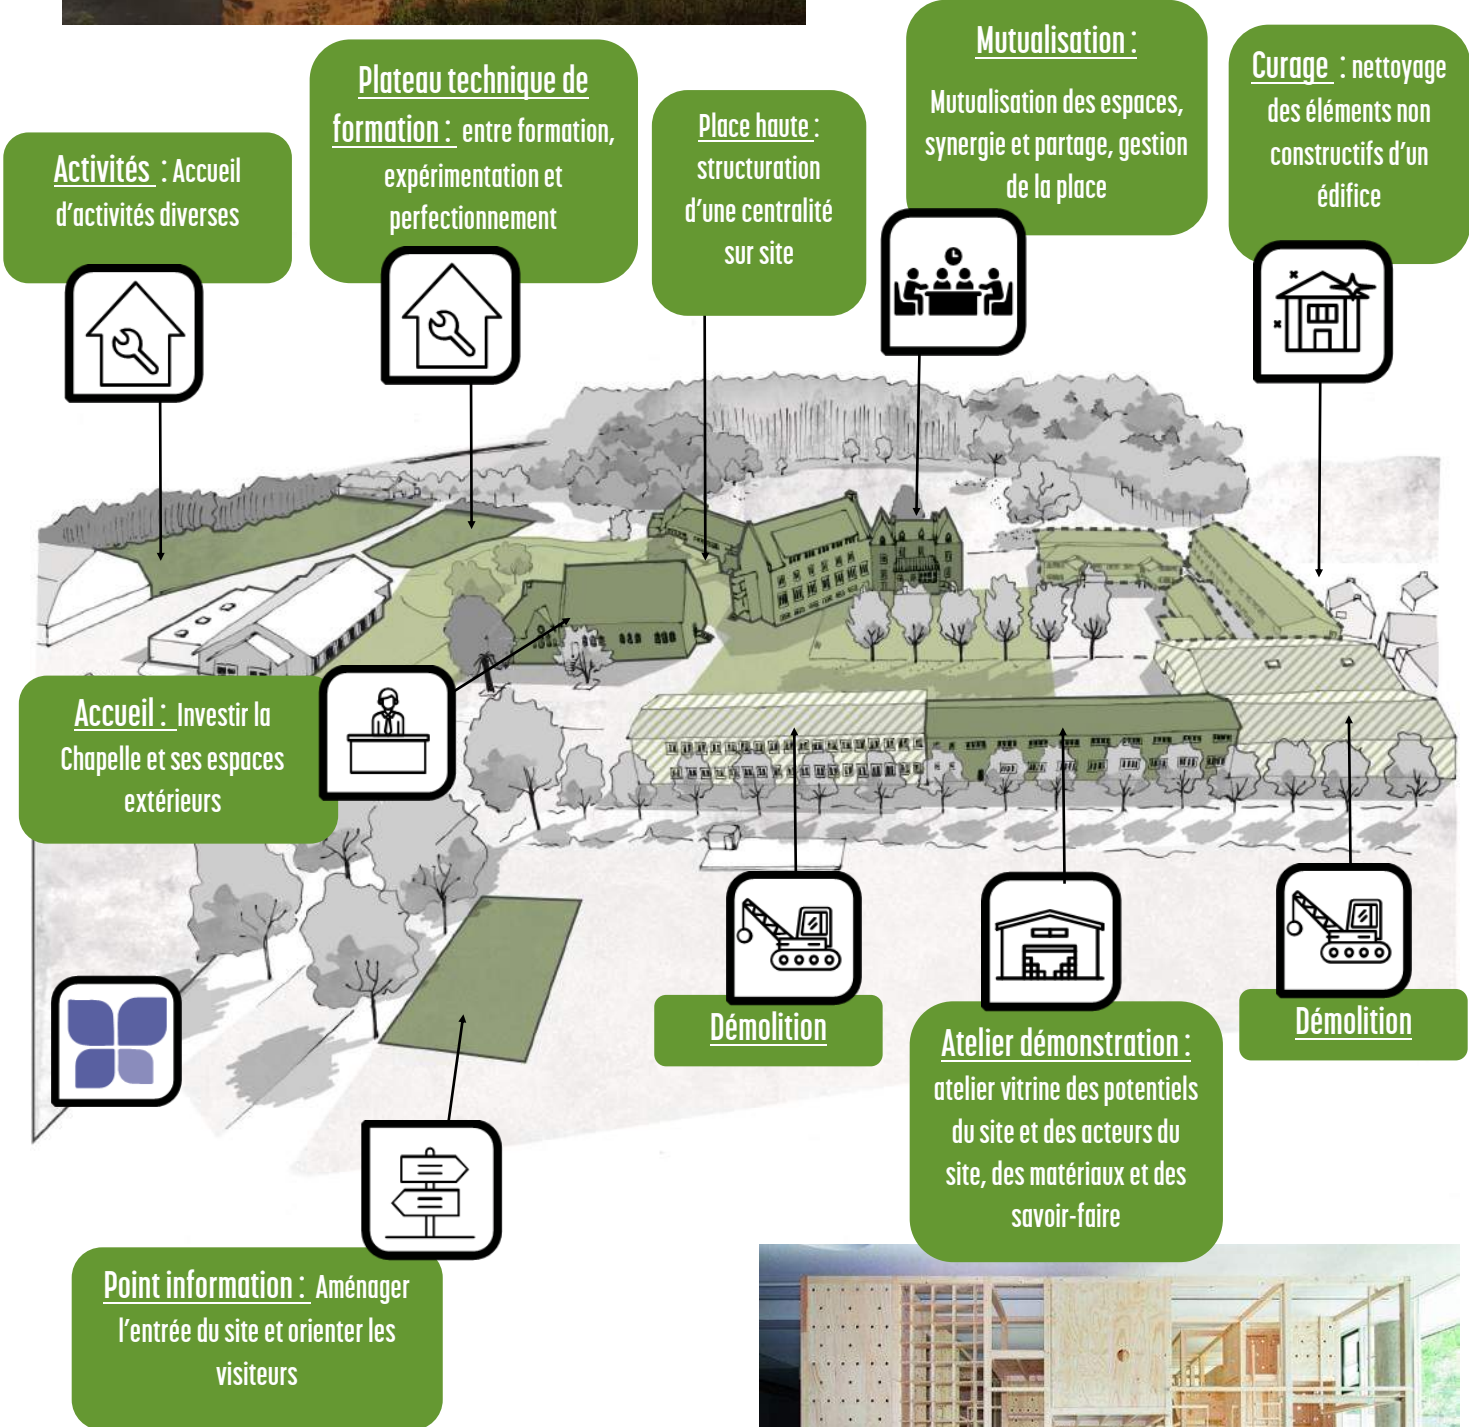 Activités : Accueil
d'activités diverses
Plateau technique de
formation : entre formation,
expérimentation et
perfectionnement
Place haute :
structuration
d'une centralité
sur site
Mutualisation :
Mutualisation des espaces,
synergie et partage, gestion
de la place
Curage : nettoyage
des éléments non
constructifs d'un
édifice
Accueil : Investir la
Chapelle et ses espaces
extérieurs
Démolition
Atelier démonstration :
atelier vitrine des potentiels
du site et des acteurs du
site, des matériaux et des
savoir-faire
Démolition
Point information : Aménager
l'entrée du site et orienter les
visiteurs